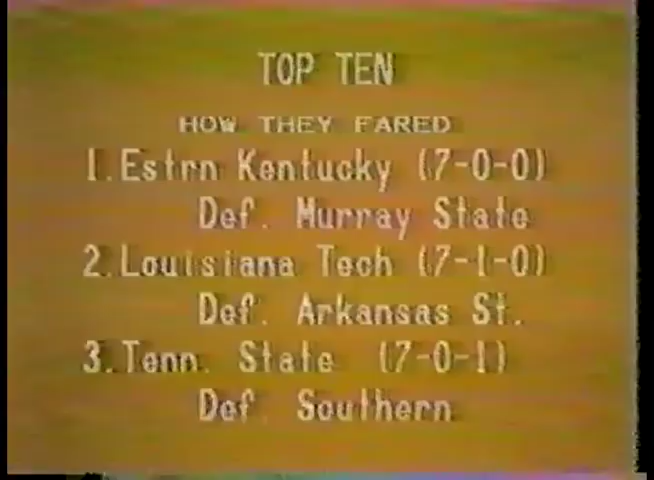 TOP TEN
HOW THEY FARED
1. Estrn Kentucky (7-0-0)
Def. Murray State
2. Louisiana Tech (7-1-0)
Def. Arkansas St.
3. Tenn. State (7-0-1)
Def. Southern